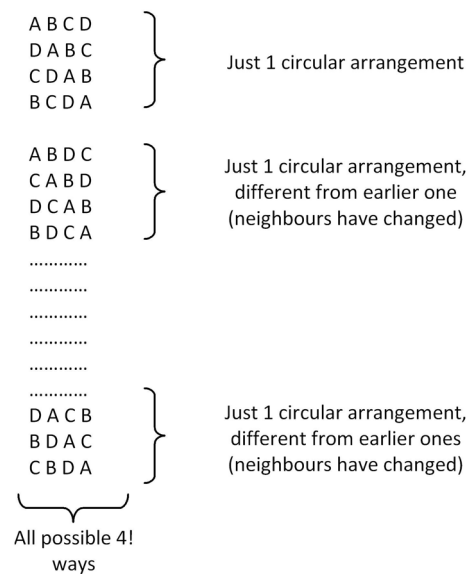 A B C D
D A B C
C D A B
B C D A
Just 1 circular arrangement
A B D C
C A B D
D C A B
B D C A
Just 1 circular arrangement,
different from earlier one
(neighbours have changed)
............
............
............
............
............
............
D A C B
B D A C
C B D A
Just 1 circular arrangement,
different from earlier ones
(neighbours have changed)
All possible 4!
ways